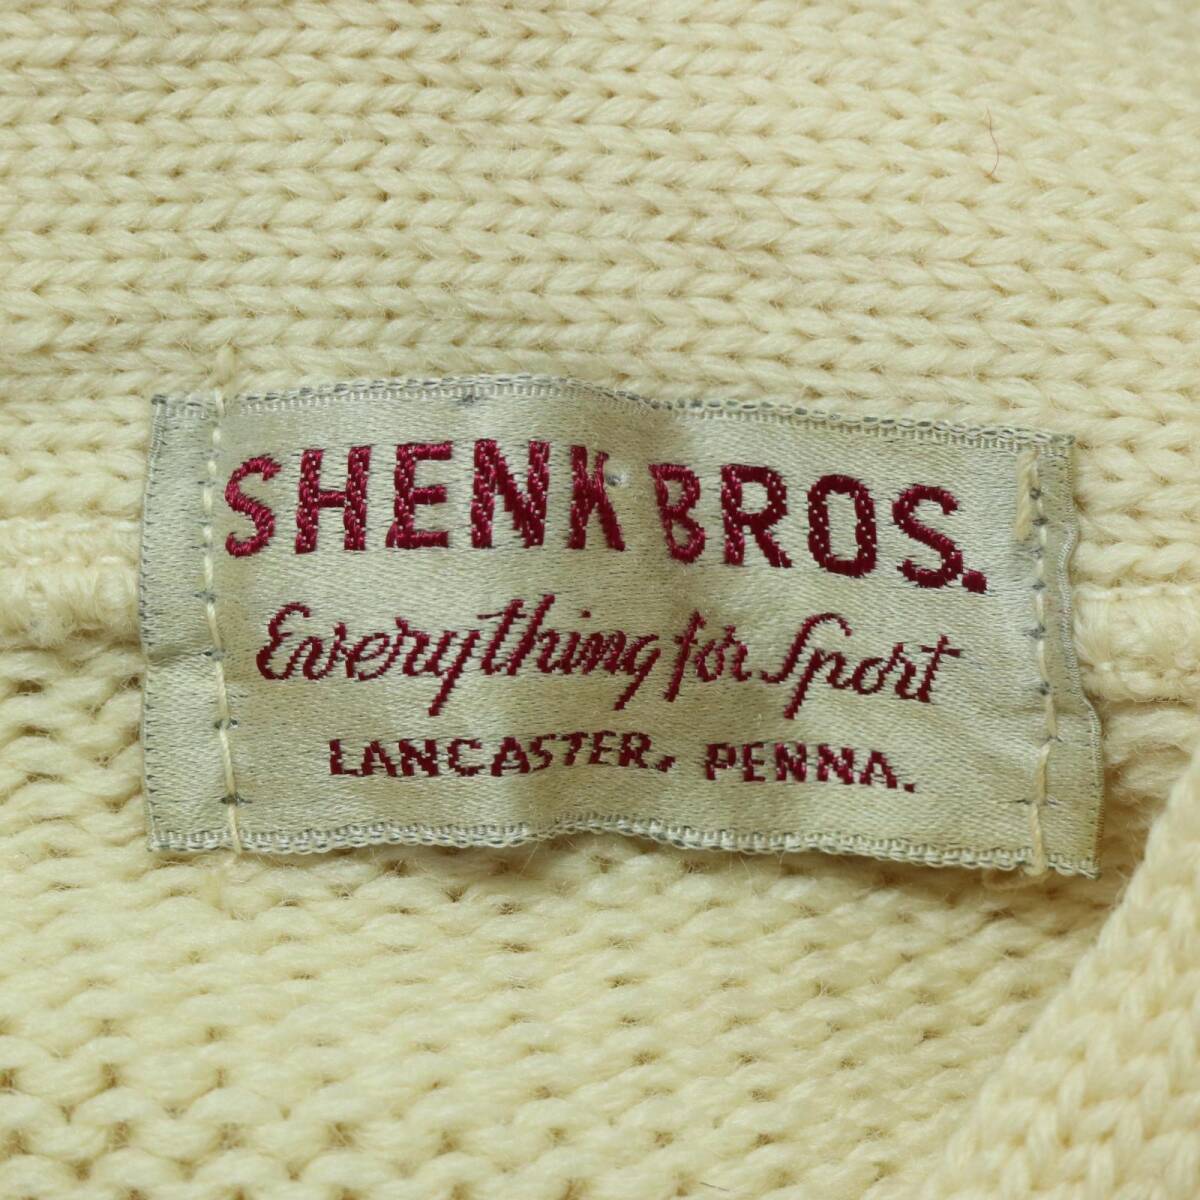 SHENK BROS.
Everything for Sport
LANCASTER, PENNA.